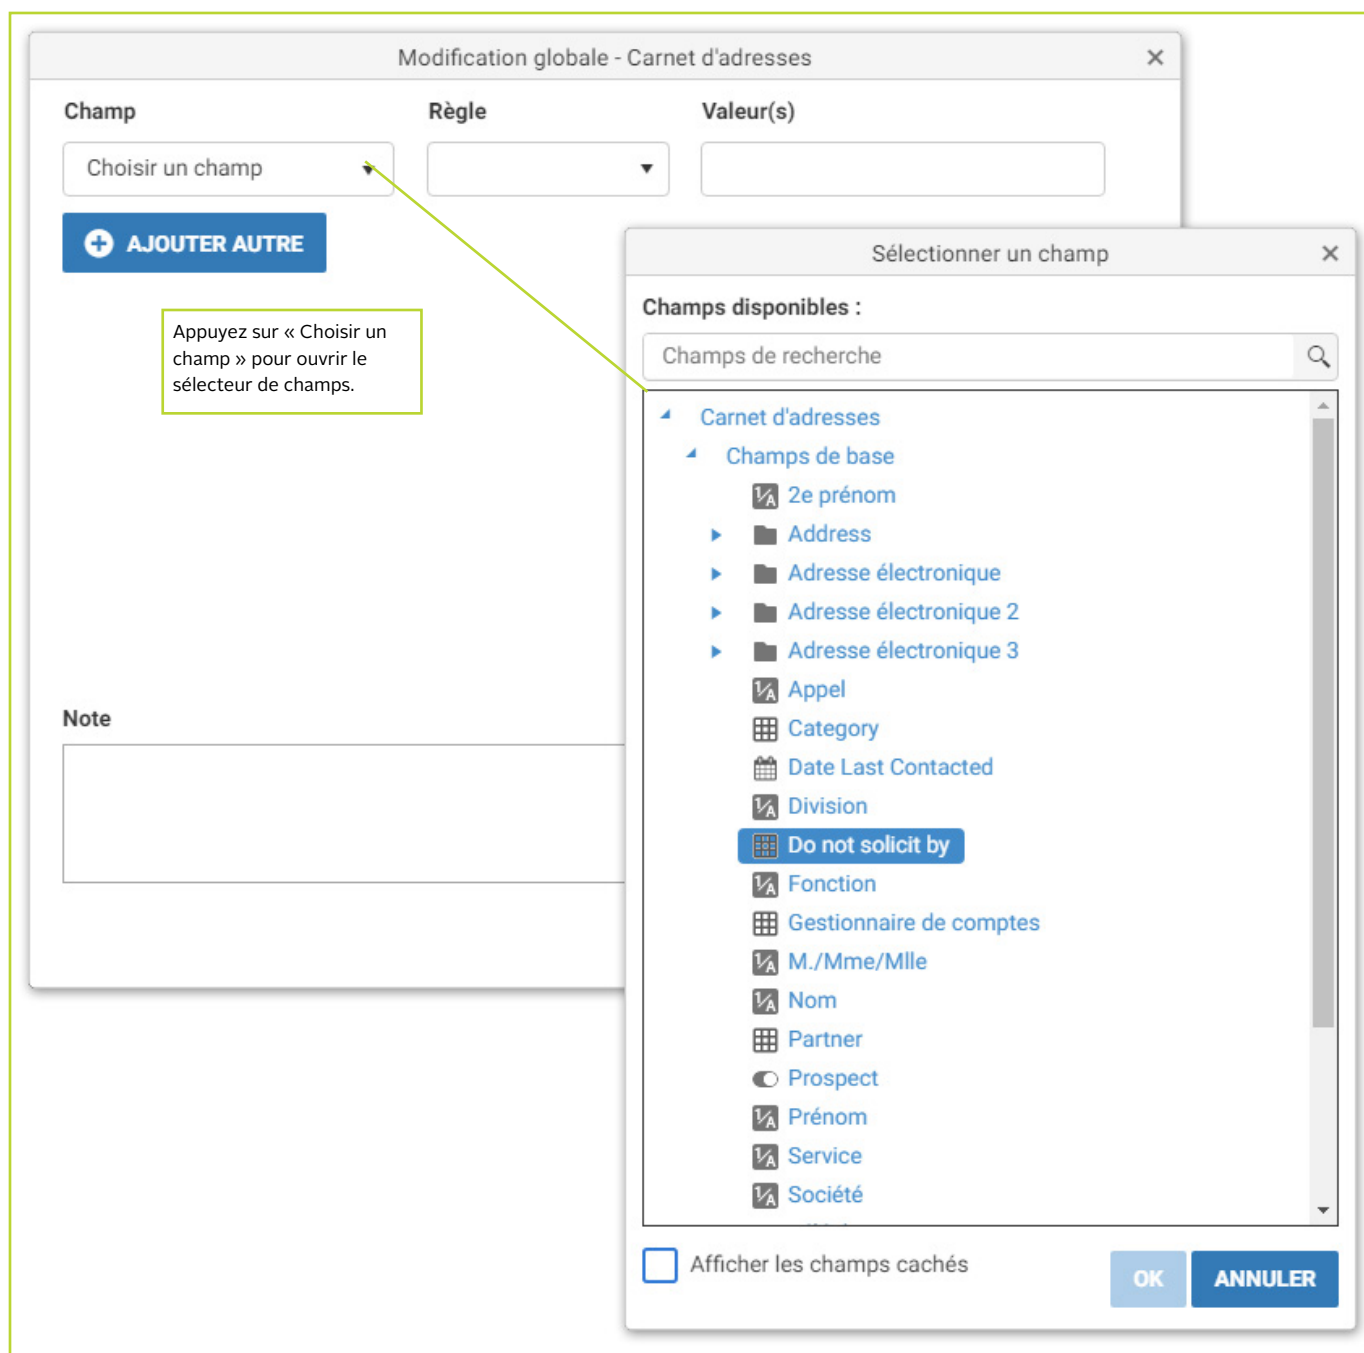 Modification globale - Carnet d'adresses
Champ Règle Valeur(s)
Choisir un champ
AJOUTER AUTRE
Appuyez sur « Choisir un
champ » pour ouvrir le
sélecteur de champs.
Note
Sélectionner un champ
Champs disponibles :
Champs de recherche
Carnet d'adresses
Champs de base
2e prénom
Address
Adresse électronique
Adresse électronique 2
Adresse électronique 3
Appel
Category
Date Last Contacted
Division
Do not solicit by
Fonction
Gestionnaire de comptes
M./Mme/Mlle
Nom
Partner
Prospect
Prénom
Service
Société
Afficher les champs cachés
OK ANNULER